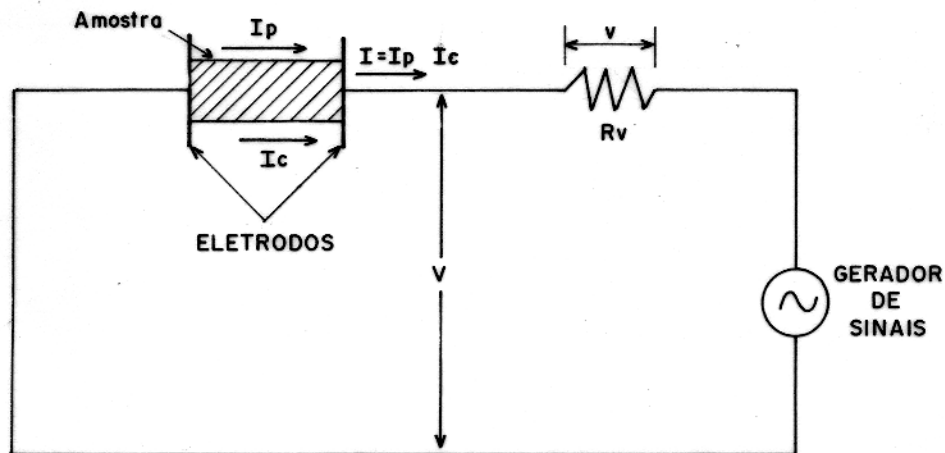 Amostra
Ip
I=Ip Ic
v
Rv
Ic
ELETRODOS
V
GERADOR
DE
SINAIS